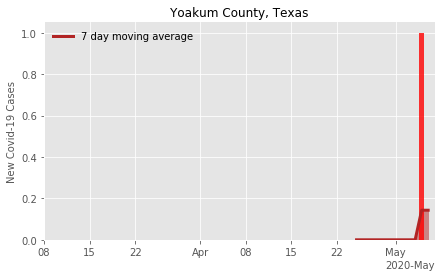 Yoakum County, Texas
7 day moving average
New Covid-19 Cases
1.0
0.8
0.6
0.4
0.2
0.0
08 15 22 Apr 08 15 22 May
2020-May